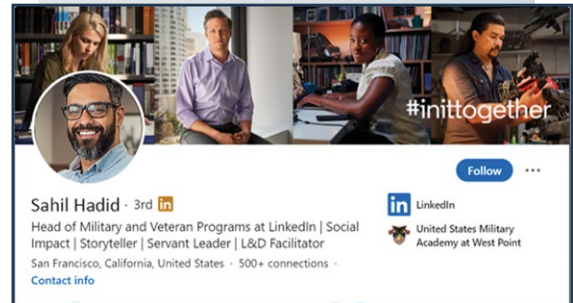 #inittogether
Follow
Sahil Hadid · 3rd in
Head of Military and Veteran Programs at LinkedIn | Social
Impact | Storyteller | Servant Leader | L&D Facilitator
San Francisco, California, United States · 500+ connections ·
Contact info
in LinkedIn
United States Military
Academy at West Point